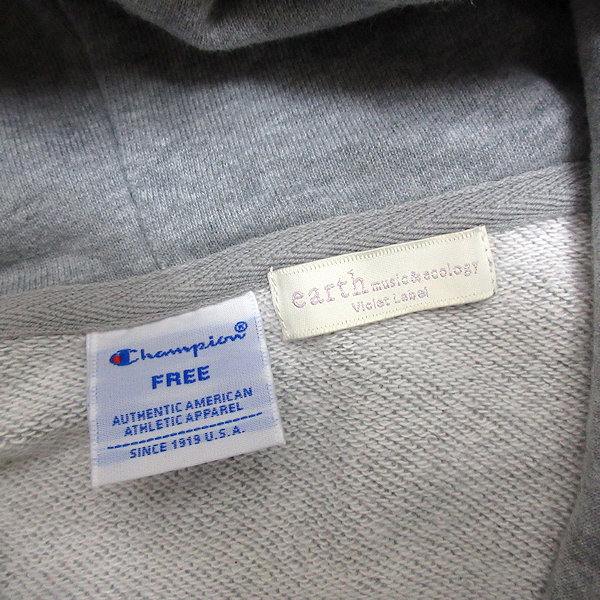 earth music&ecology
Violet Label
Champion®
FREE
AUTHENTIC AMERICAN
ATHLETIC APPAREL
SINCE 1919 U.S.A.